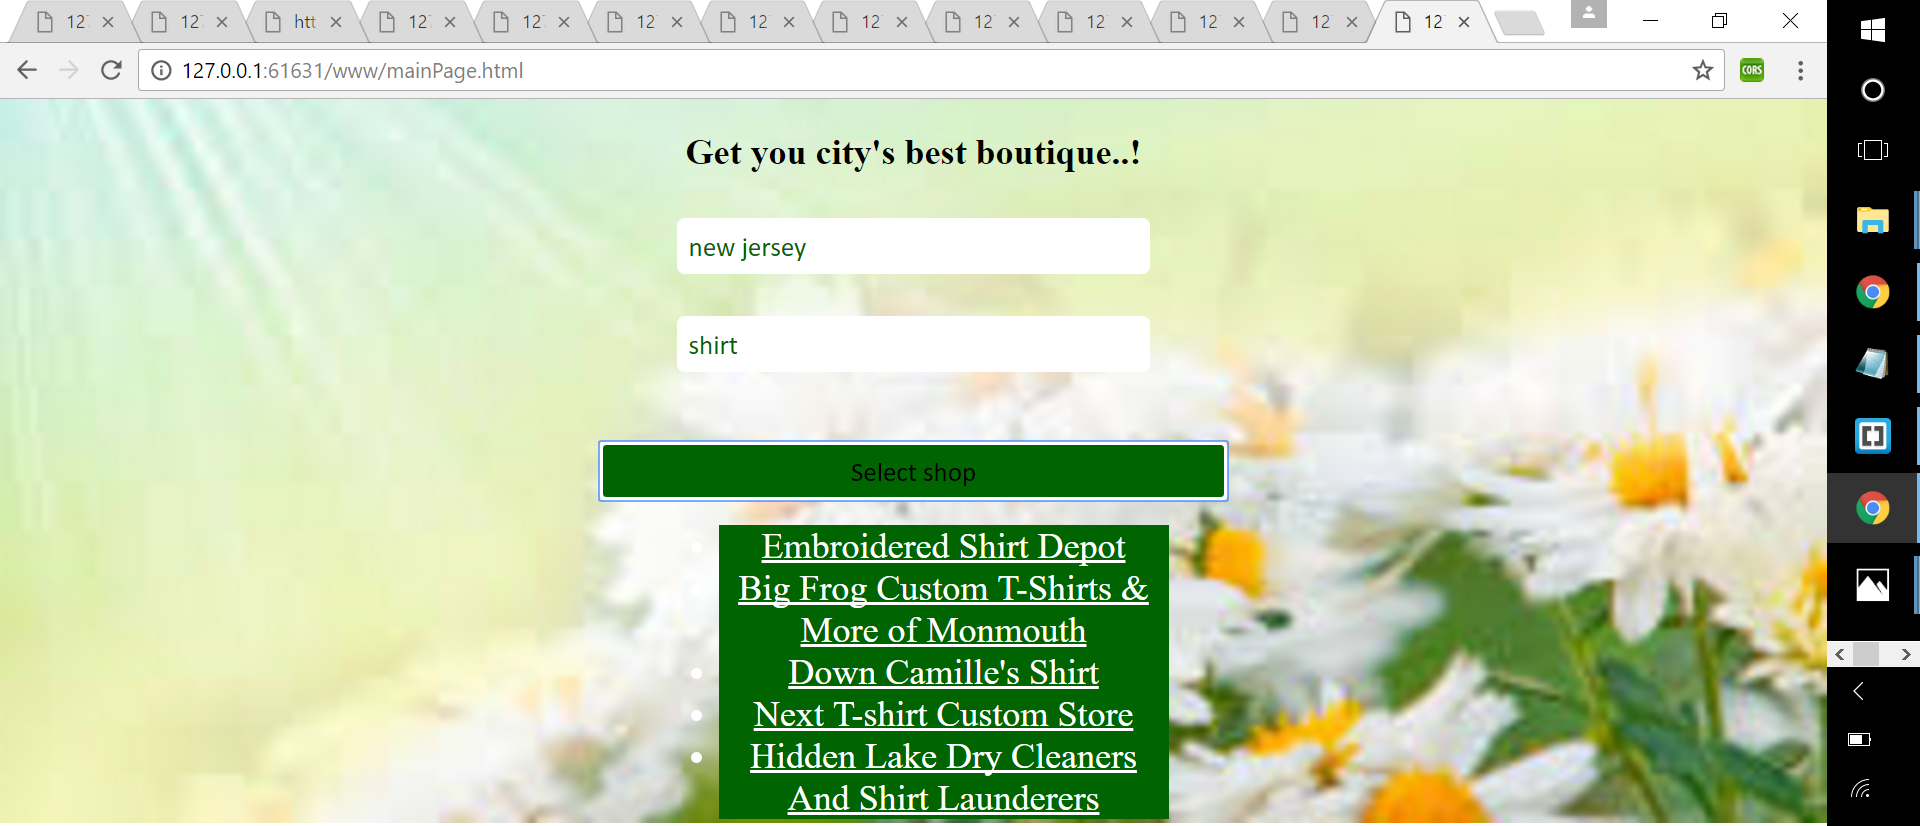 12 12 htt 12 12 12 12 12 12 12 12 12 12
127.0.0.1:61631/www/mainPage.html
CORS
Get you city's best boutique..!
new jersey
shirt
Select shop
Embroidered Shirt Depot
Big Frog Custom T-Shirts &
More of Monmouth
Down Camille's Shirt
Next T-shirt Custom Store
Hidden Lake Dry Cleaners
And Shirt Launderers